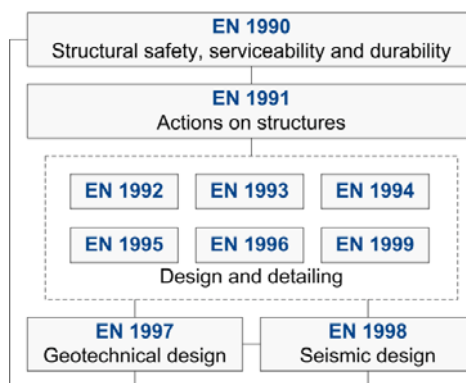 EN 1990
Structural safety, serviceability and durability
EN 1991
Actions on structures
EN 1992 EN 1993 EN 1994
EN 1995 EN 1996 EN 1999
Design and detailing
EN 1997 EN 1998
Geotechnical design Seismic design